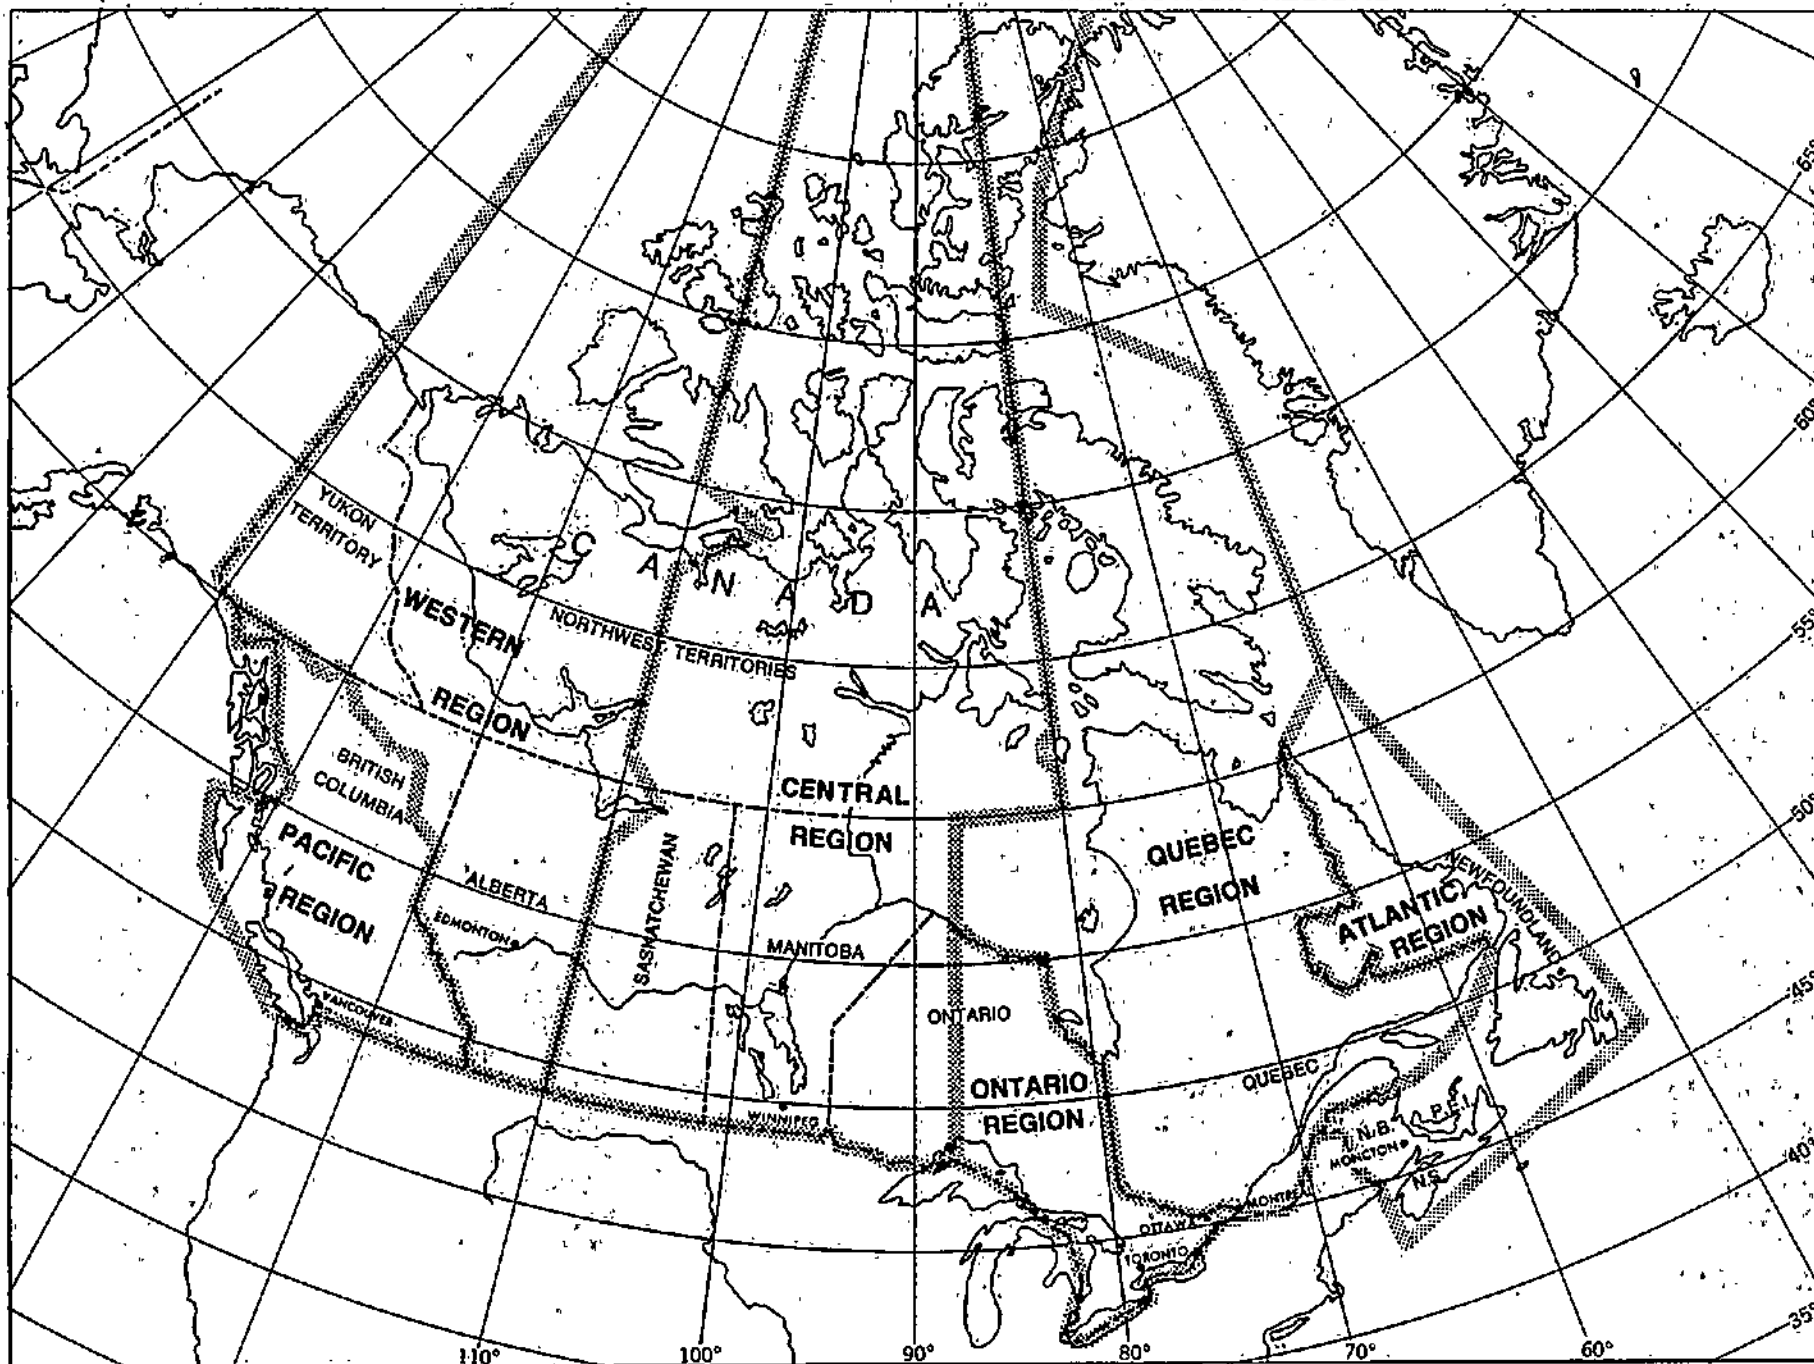 65°
60°
55°
50°
45°
40°
35°
YUKON
TERRITORY
C A N A D A
WESTERN
REGION
NORTHWEST TERRITORIES
BRITISH
COLUMBIA
PACIFIC
REGION
CENTRAL
REGION
ALBERTA
EDMONTON
SASKATCHEWAN
MANITOBA
QUEBEC
REGION
NEWFOUNDLAND
ATLANTIC
REGION
VANCOUVER
WINNIPEG
ONTARIO
ONTARIO
REGION
QUEBEC
P.E.I.
N.B.
MONCTON
N.S.
MONTREAL
OTTAWA
TORONTO
110°
100°
90°
80°
70°
60°